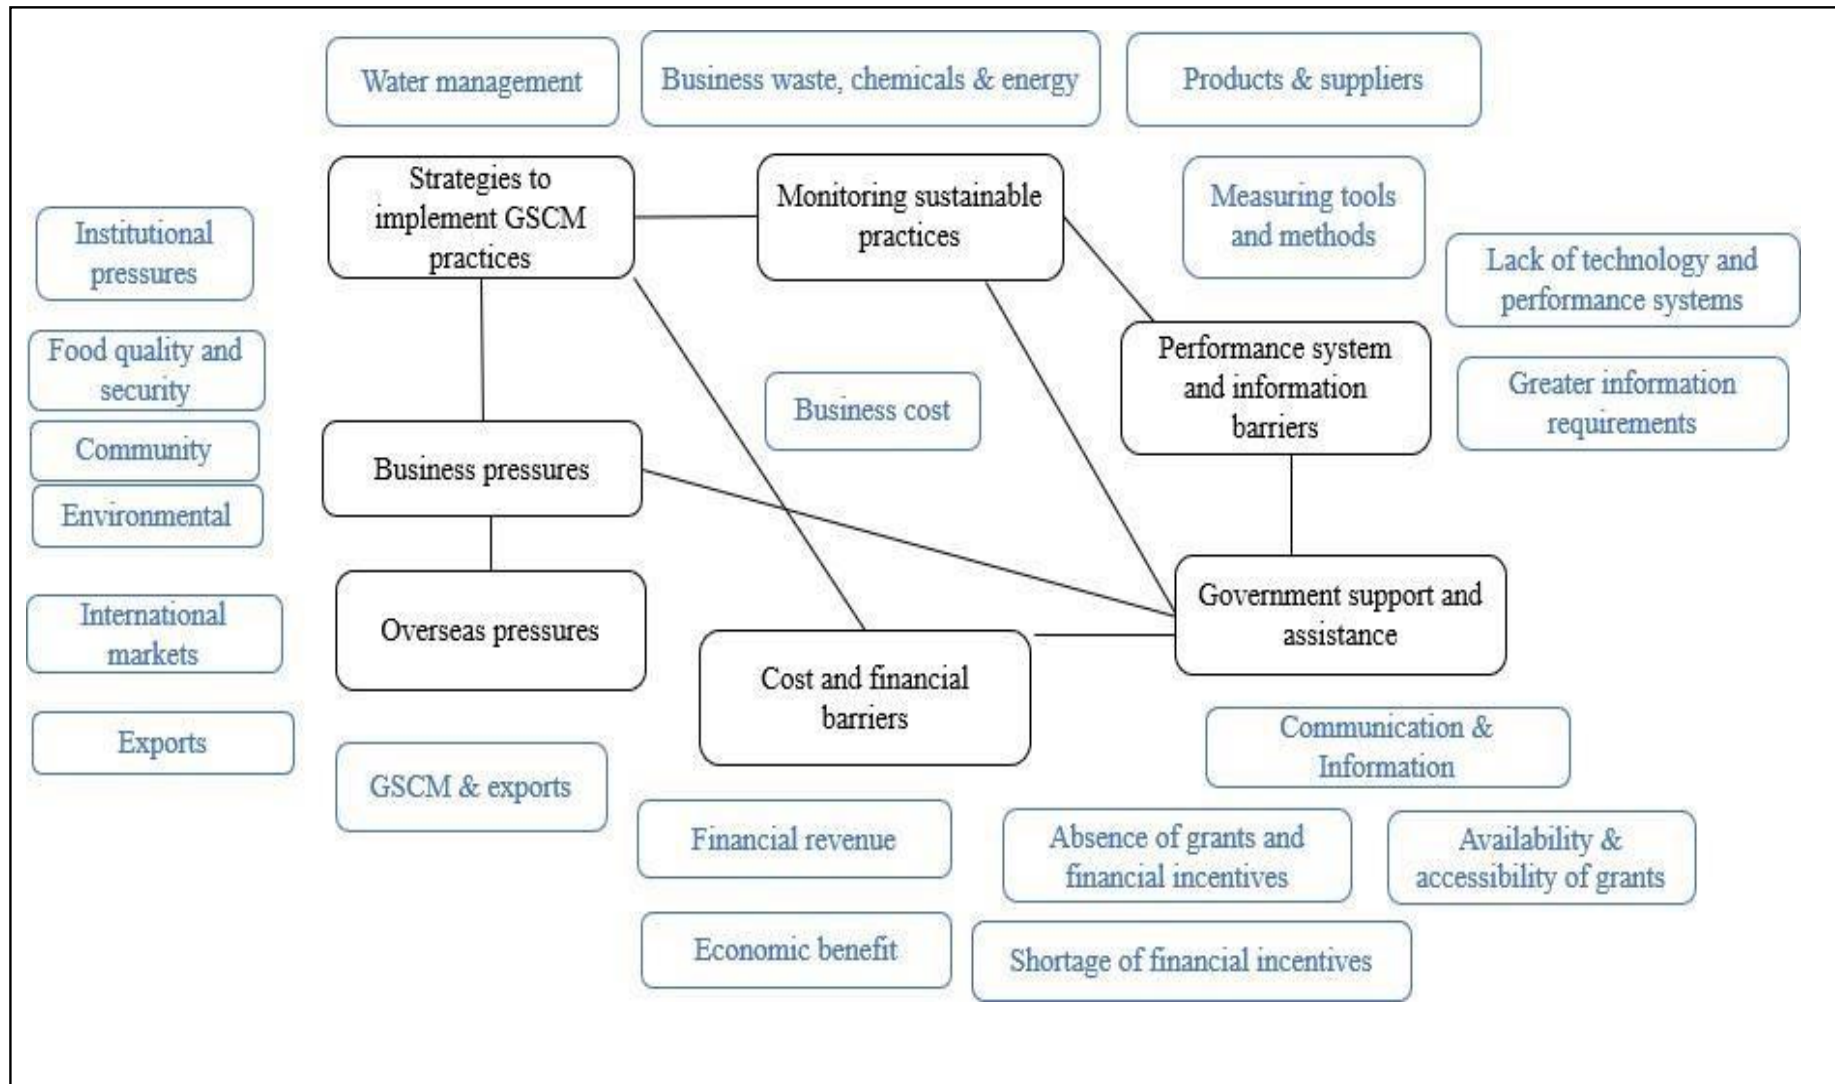 Water management
Business waste, chemicals & energy
Products & suppliers
Strategies to
implement GSCM
practices
Monitoring sustainable
practices
Measuring tools
and methods
Institutional
pressures
Lack of technology and
performance systems
Food quality and
security
Performance system
and information
barriers
Greater information
requirements
Business cost
Community
Business pressures
Environmental
International
markets
Overseas pressures
Government support and
assistance
Cost and financial
barriers
Exports
Communication &
Information
GSCM & exports
Financial revenue
Absence of grants and
financial incentives
Availability &
accessibility of grants
Economic benefit
Shortage of financial incentives